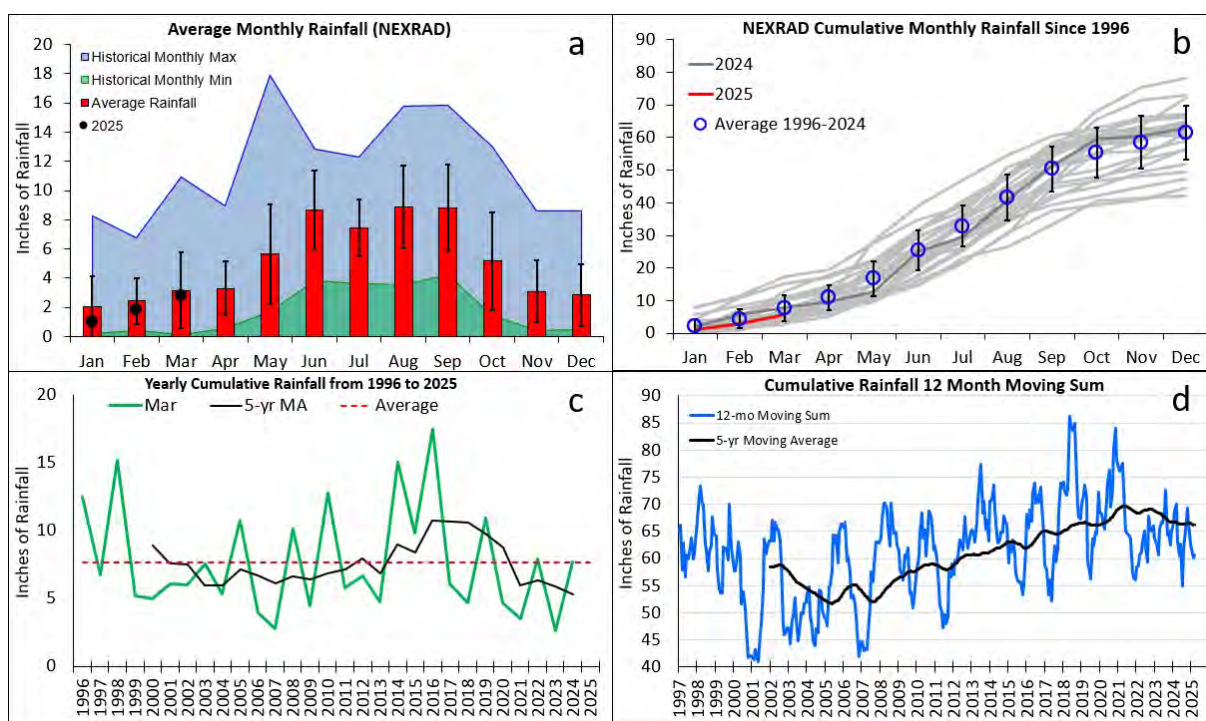 Average Monthly Rainfall (NEXRAD)
a
Inches of Rainfall
20
18
16
14
12
10
8
6
4
2
0
Historical Monthly Max
Historical Monthly Min
Average Rainfall
2025
Jan Feb Mar Apr May Jun Jul Aug Sep Oct Nov Dec
NEXRAD Cumulative Monthly Rainfall Since 1996
b
Inches of Rainfall
90
80
70
60
50
40
30
20
10
0
2024
2025
Average 1996-2024
Jan Feb Mar Apr May Jun Jul Aug Sep Oct Nov Dec
Yearly Cumulative Rainfall from 1996 to 2025
c
Mar 5-yr MA Average
Inches of Rainfall
20
15
10
5
0
1996 1997 1998 1999 2000 2001 2002 2003 2004 2005 2006 2007 2008 2009 2010 2011 2012 2013 2014 2015 2016 2017 2018 2019 2020 2021 2022 2023 2024 2025
Cumulative Rainfall 12 Month Moving Sum
d
Inches of Rainfall
90
85
80
75
70
65
60
55
50
45
40
12-mo Moving Sum
5-yr Moving Average
1997 1998 1999 2000 2001 2002 2003 2004 2005 2006 2007 2008 2009 2010 2011 2012 2013 2014 2015 2016 2017 2018 2019 2020 2021 2022 2023 2024 2025